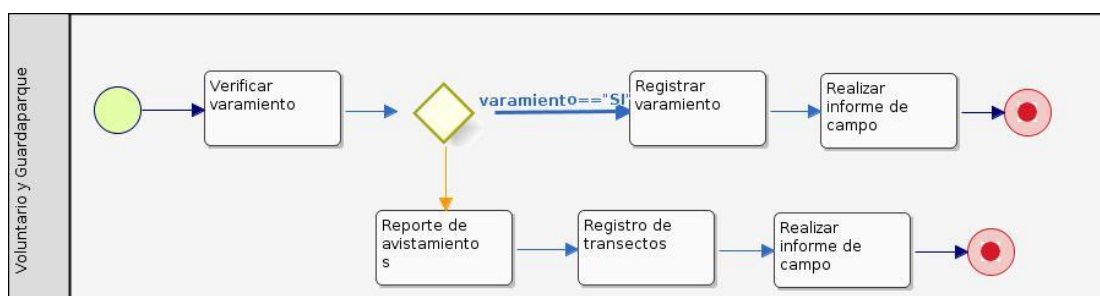 Voluntario y Guardaparque
Verificar
varamiento
varamiento=="SI"
Registrar
varamiento
Realizar
informe de
campo
Reporte de
avistamiento
s
Registro de
transectos
Realizar
informe de
campo